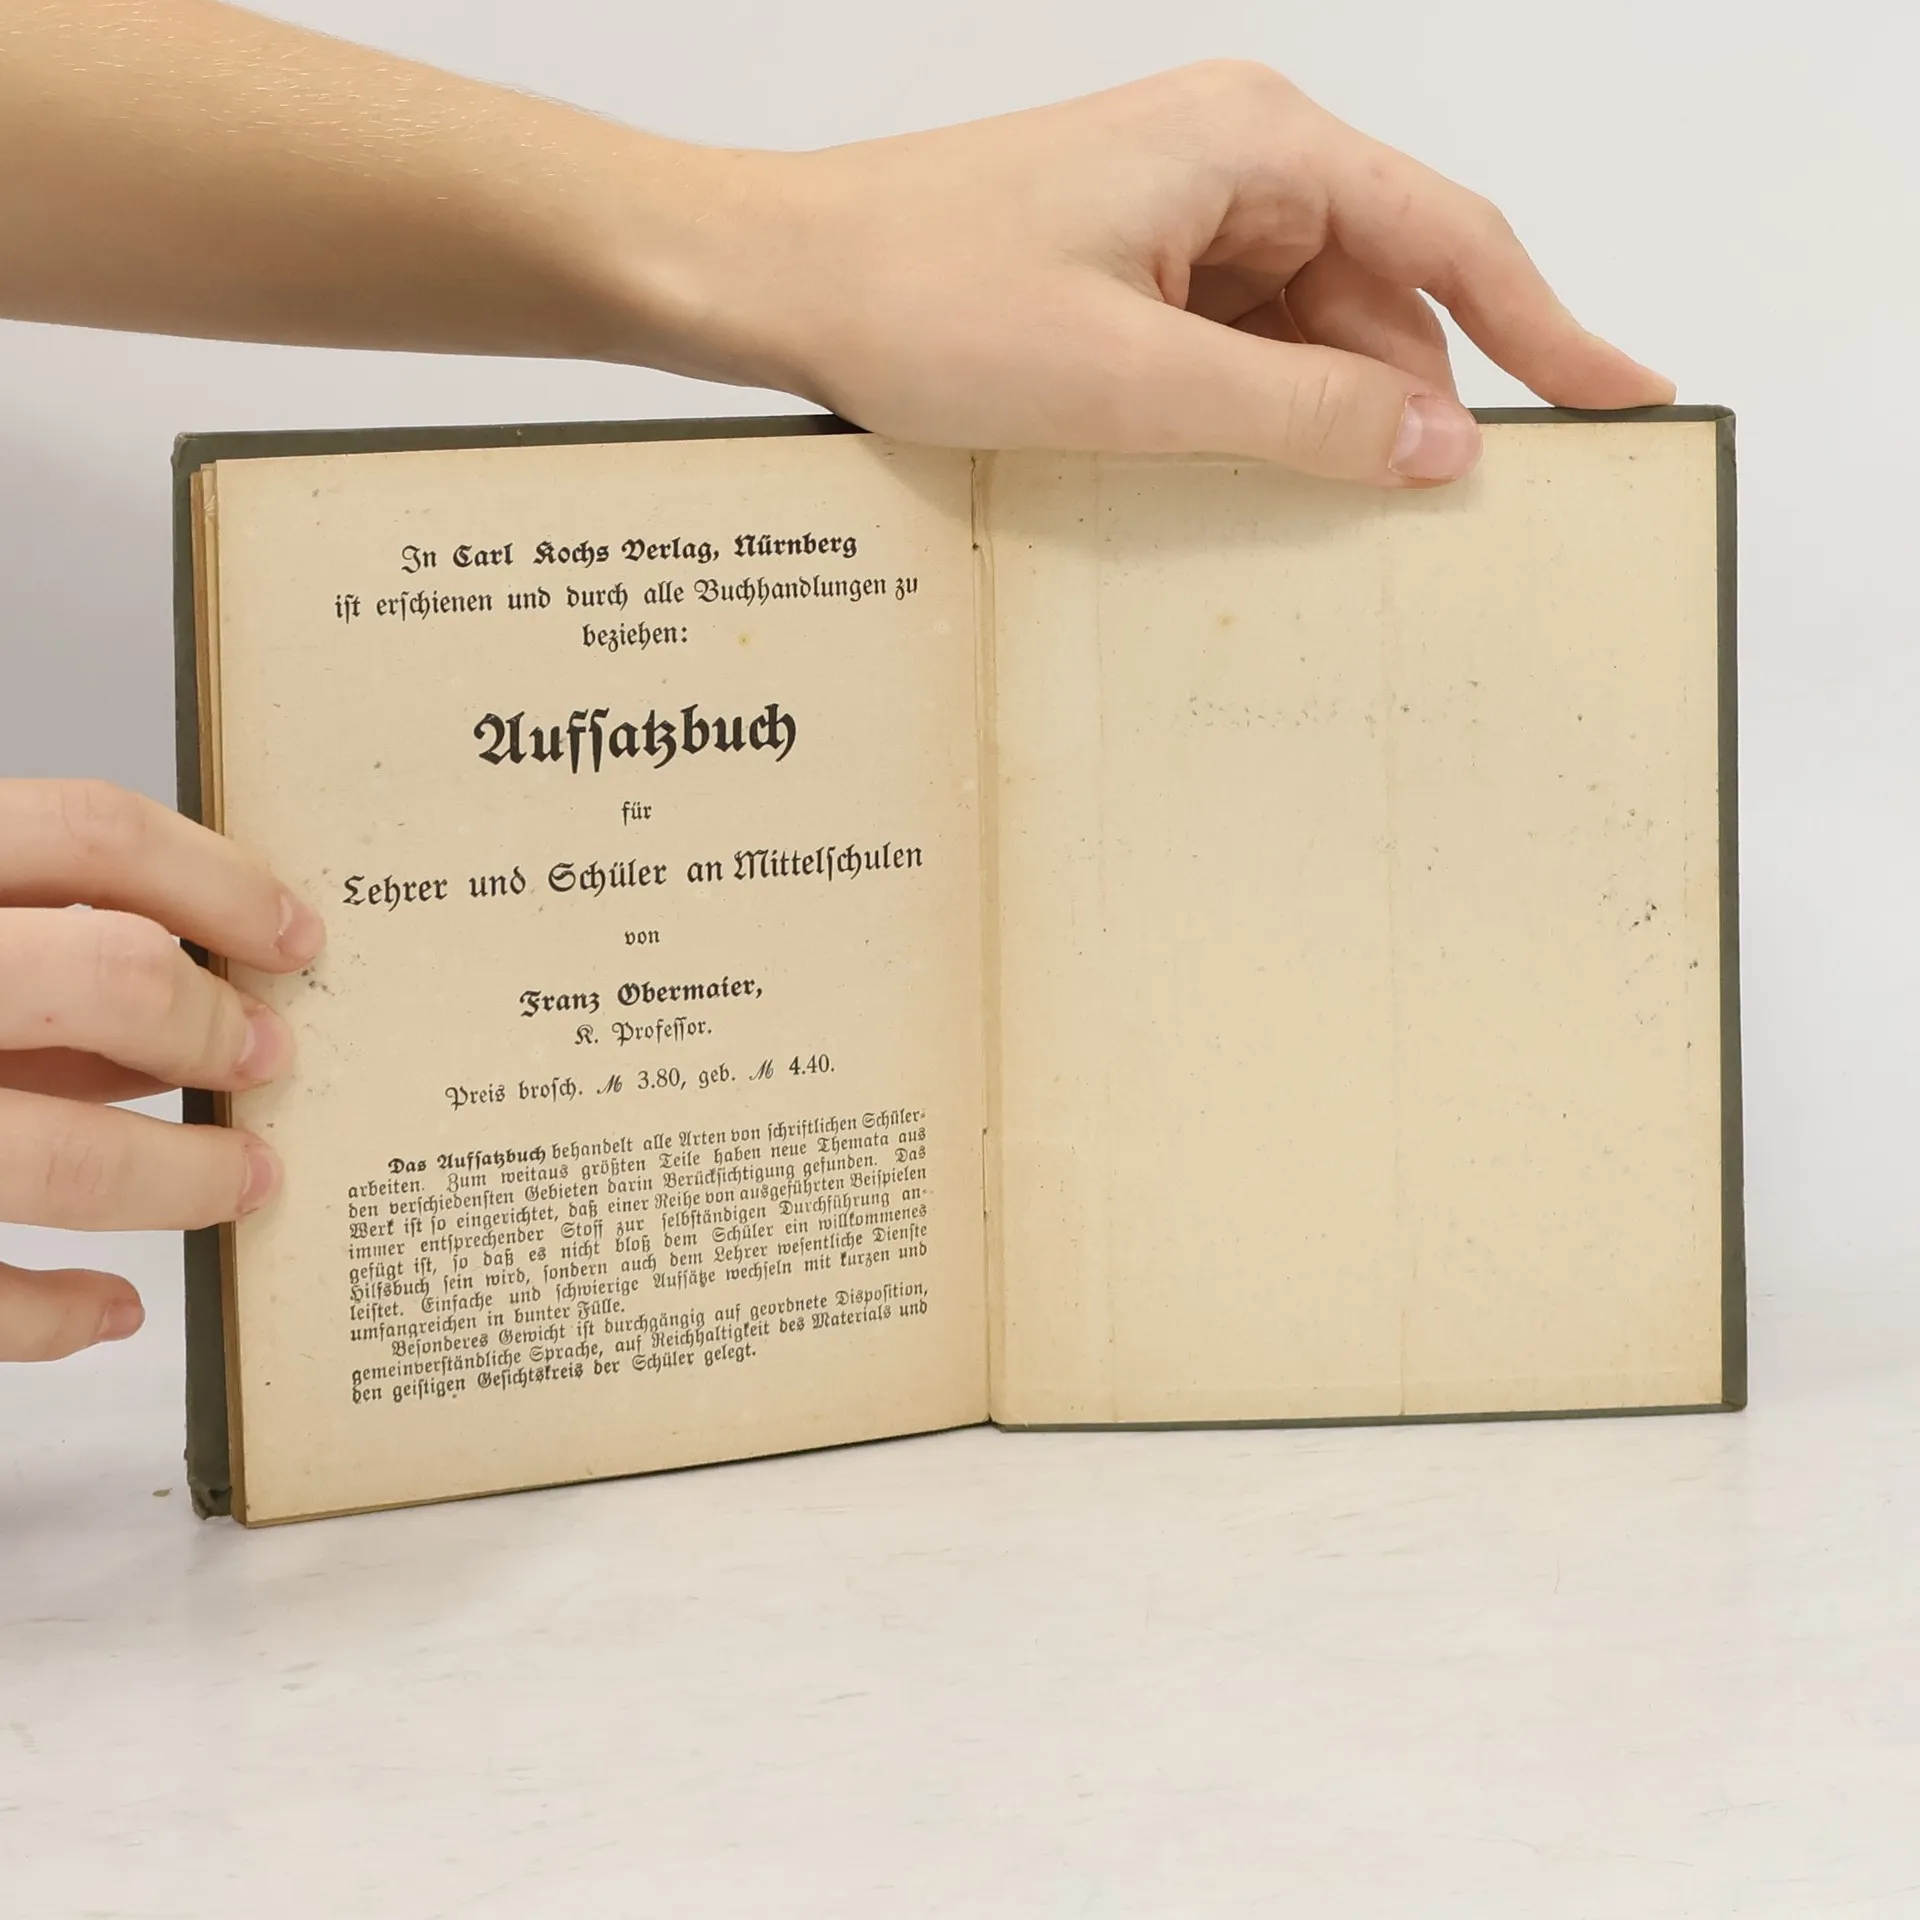 In Carl Kochs Verlag, Nürnberg
iſt erſchienen und durch alle Buchhandlungen zu
beziehen:
Aufſatzbuch
für
Lehrer und Schüler an Mittelſchulen
von
Franz Obermaier,
K. Profeſſor.
Preis broſch. ℳ 3.80, geb. ℳ 4.40.
Das Aufſatzbuch behandelt alle Arten von ſchriftlichen Schüler-
arbeiten. Zum weitaus größten Teile haben neue Themata aus
den verſchiedenſten Gebieten darin Berückſichtigung gefunden. Das
Werk iſt ſo eingerichtet, daß einer Reihe von ausgeführten Beiſpielen
immer entſprechender Stoff zur ſelbſtändigen Durchführung an-
gefügt iſt, ſo daß es nicht bloß dem Schüler ein willkommenes
Hilfsbuch ſein wird, ſondern auch dem Lehrer weſentliche Dienſte
leiſtet. Einfache und ſchwierige Aufſätze wechſeln mit kurzen und
umfangreichen in bunter Fülle.
Beſonderes Gewicht iſt durchgängig auf geordnete Dispoſition,
gemeinverſtändliche Sprache, auf Reichhaltigkeit des Materials und
den geiſtigen Geſichtskreis der Schüler gelegt.